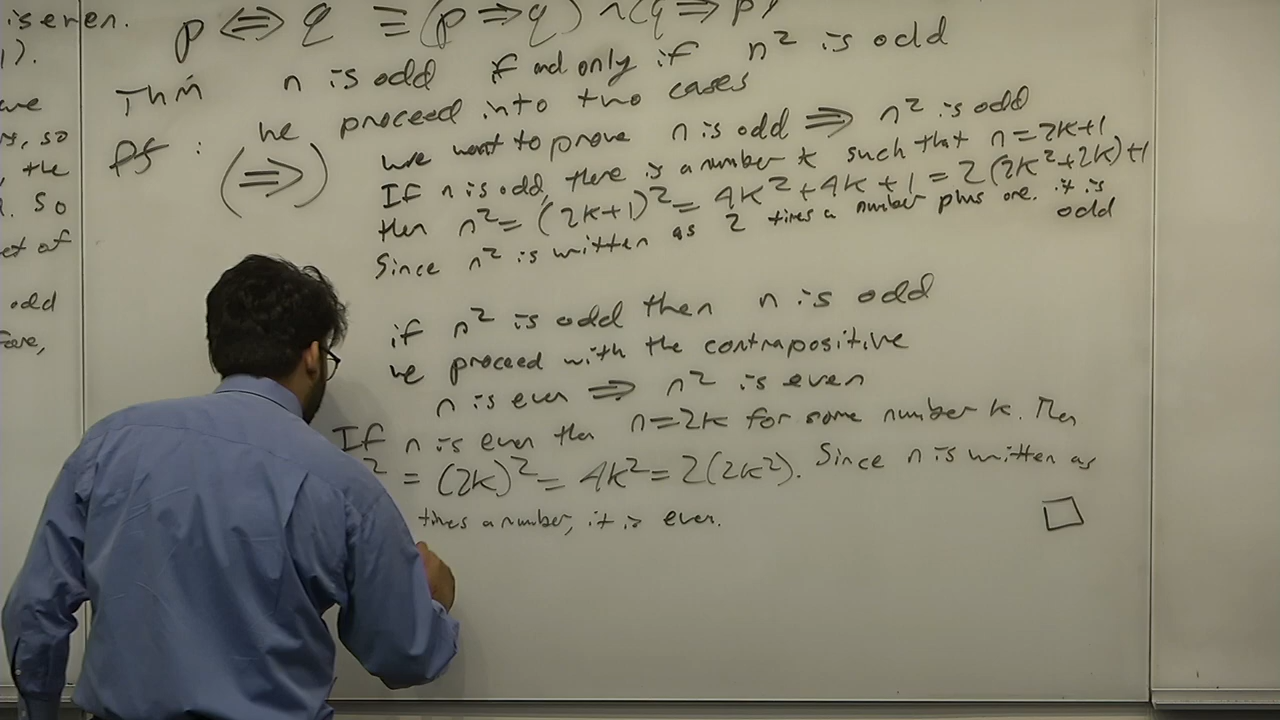 is even.
1).
rs, so
the
. so
et of
odd
fore,
p ⟺ q ≡ (p ⟹ q) ∧ (q ⟹ p)
Thm n is odd if and only if n² is odd
Pf: we proceed into two cases
(⟹) we want to prove n is odd ⟹ n² is odd
If n is odd, there is a number k such that n=2k+1
then n² = (2k+1)² = 4k²+4k+1 = 2(2k²+2k)+1
Since n² is written as 2 times a number plus one. it is
odd
if n² is odd then n is odd
we proceed with the contrapositive
n is even ⟹ n² is even
If n is even then n=2k for some number k. Then
² = (2k)² = 4k² = 2(2k²). Since n is written as
times a number, it is even. □